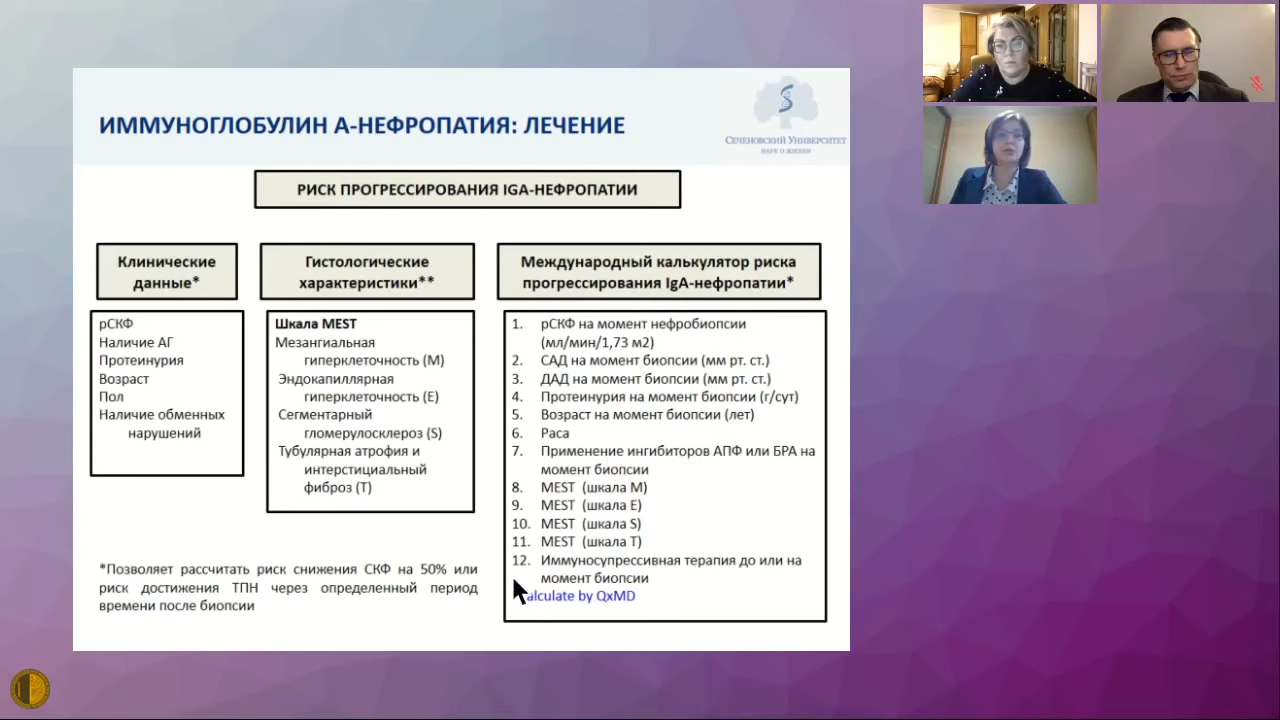 ИММУНОГЛОБУЛИН А-НЕФРОПАТИЯ: ЛЕЧЕНИЕ
СЕЧЕНОВСКИЙ УНИВЕРСИТЕТ
НАУК О ЖИЗНИ
РИСК ПРОГРЕССИРОВАНИЯ IGA-НЕФРОПАТИИ
Клинические
данные*
рСКФ
Наличие АГ
Протеинурия
Возраст
Пол
Наличие обменных
нарушений
Гистологические
характеристики**
Шкала MEST
Мезангиальная
гиперклеточность (M)
Эндокапиллярная
гиперклеточность (E)
Сегментарный
гломерулосклероз (S)
Тубулярная атрофия и
интерстициальный
фиброз (T)
Международный калькулятор риска
прогрессирования IgA-нефропатии*
1. рСКФ на момент нефробиопсии
(мл/мин/1,73 м2)
2. САД на момент биопсии (мм рт. ст.)
3. ДАД на момент биопсии (мм рт. ст.)
4. Протеинурия на момент биопсии (г/сут)
5. Возраст на момент биопсии (лет)
6. Раса
7. Применение ингибиторов АПФ или БРА на
момент биопсии
8. MEST (шкала M)
9. MEST (шкала E)
10. MEST (шкала S)
11. MEST (шкала T)
12. Иммуносупрессивная терапия до или на
момент биопсии
alculate by QxMD
*Позволяет рассчитать риск снижения СКФ на 50% или
риск достижения ТПН через определенный период
времени после биопсии